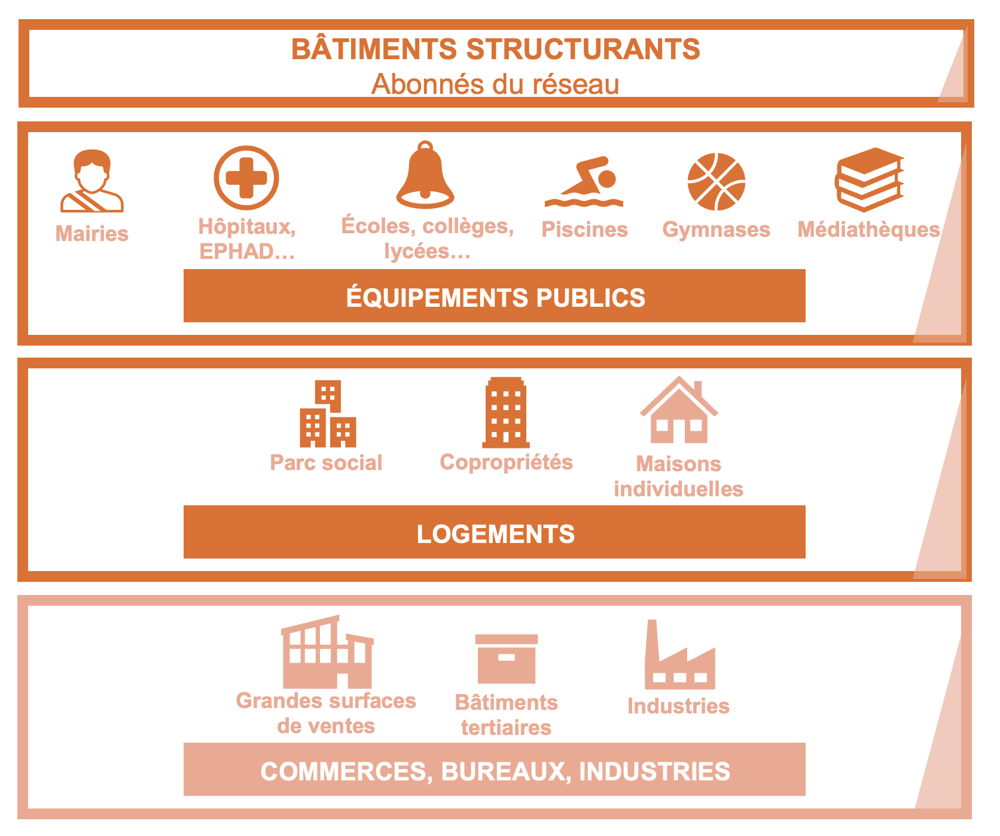 BÂTIMENTS STRUCTURANTS
Abonnés du réseau
Mairies
Hôpitaux,
EPHAD…
Écoles, collèges,
lycées…
Piscines
Gymnases
Médiathèques
ÉQUIPEMENTS PUBLICS
Parc social
Copropriétés
Maisons
individuelles
LOGEMENTS
Grandes surfaces
de ventes
Bâtiments
tertiaires
Industries
COMMERCES, BUREAUX, INDUSTRIES